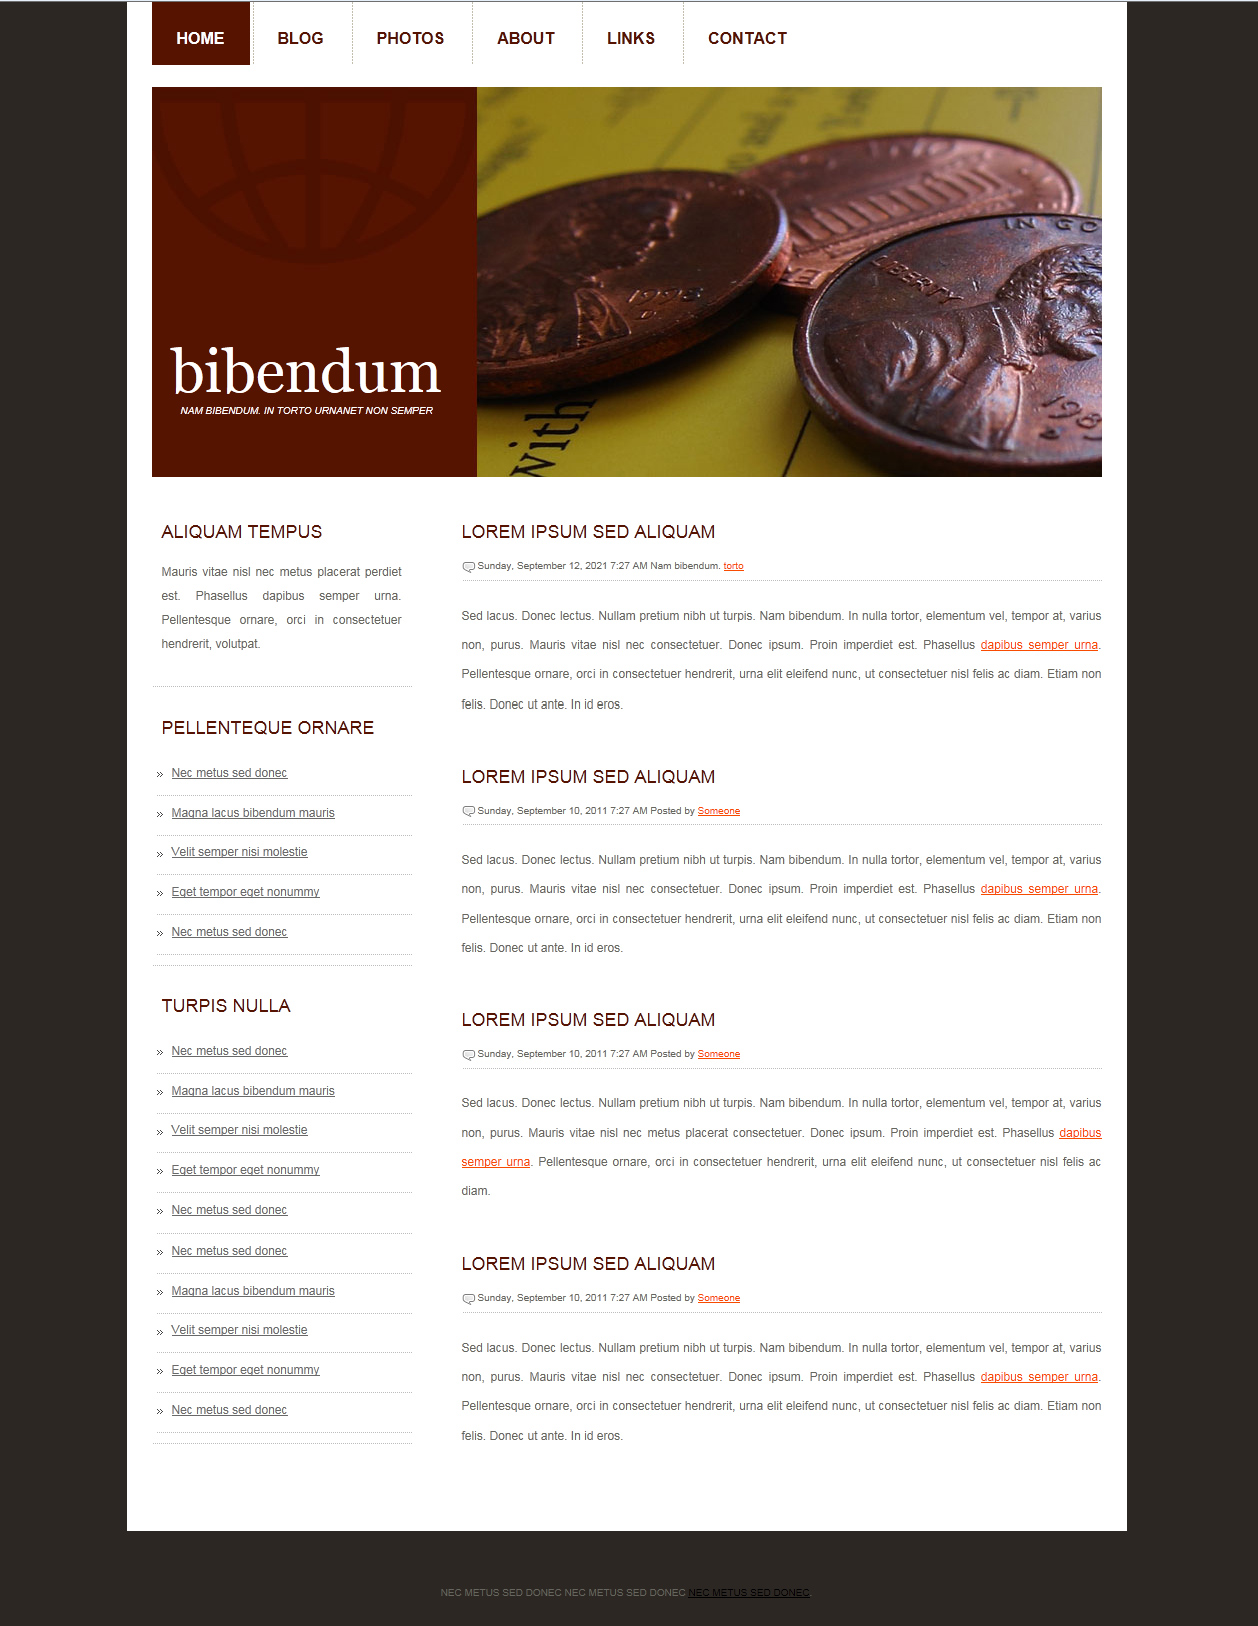 HOME BLOG PHOTOS ABOUT LINKS CONTACT
bibendum
NAM BIBENDUM. IN TORTO URNANET NON SEMPER
1993
D
LIBERTY
IN GO
198
with
ALIQUAM TEMPUS
Mauris vitae nisl nec metus placerat perdiet
est. Phasellus dapibus semper urna.
Pellentesque ornare, orci in consectetuer
hendrerit, volutpat.
PELLENTEQUE ORNARE
Nec metus sed donec
Magna lacus bibendum mauris
Velit semper nisi molestie
Eget tempor eget nonummy
Nec metus sed donec
TURPIS NULLA
Nec metus sed donec
Magna lacus bibendum mauris
Velit semper nisi molestie
Eget tempor eget nonummy
Nec metus sed donec
Nec metus sed donec
Magna lacus bibendum mauris
Velit semper nisi molestie
Eget tempor eget nonummy
Nec metus sed donec
LOREM IPSUM SED ALIQUAM
Sunday, September 12, 2021 7:27 AM Nam bibendum. torto
Sed lacus. Donec lectus. Nullam pretium nibh ut turpis. Nam bibendum. In nulla tortor, elementum vel, tempor at, varius
non, purus. Mauris vitae nisl nec consectetuer. Donec ipsum. Proin imperdiet est. Phasellus dapibus semper urna.
Pellentesque ornare, orci in consectetuer hendrerit, urna elit eleifend nunc, ut consectetuer nisl felis ac diam. Etiam non
felis. Donec ut ante. In id eros.
LOREM IPSUM SED ALIQUAM
Sunday, September 10, 2011 7:27 AM Posted by Someone
Sed lacus. Donec lectus. Nullam pretium nibh ut turpis. Nam bibendum. In nulla tortor, elementum vel, tempor at, varius
non, purus. Mauris vitae nisl nec consectetuer. Donec ipsum. Proin imperdiet est. Phasellus dapibus semper urna.
Pellentesque ornare, orci in consectetuer hendrerit, urna elit eleifend nunc, ut consectetuer nisl felis ac diam. Etiam non
felis. Donec ut ante. In id eros.
LOREM IPSUM SED ALIQUAM
Sunday, September 10, 2011 7:27 AM Posted by Someone
Sed lacus. Donec lectus. Nullam pretium nibh ut turpis. Nam bibendum. In nulla tortor, elementum vel, tempor at, varius
non, purus. Mauris vitae nisl nec metus placerat consectetuer. Donec ipsum. Proin imperdiet est. Phasellus dapibus
semper urna. Pellentesque ornare, orci in consectetuer hendrerit, urna elit eleifend nunc, ut consectetuer nisl felis ac
diam.
LOREM IPSUM SED ALIQUAM
Sunday, September 10, 2011 7:27 AM Posted by Someone
Sed lacus. Donec lectus. Nullam pretium nibh ut turpis. Nam bibendum. In nulla tortor, elementum vel, tempor at, varius
non, purus. Mauris vitae nisl nec consectetuer. Donec ipsum. Proin imperdiet est. Phasellus dapibus semper urna.
Pellentesque ornare, orci in consectetuer hendrerit, urna elit eleifend nunc, ut consectetuer nisl felis ac diam. Etiam non
felis. Donec ut ante. In id eros.
NEC METUS SED DONEC NEC METUS SED DONEC NEC METUS SED DONEC